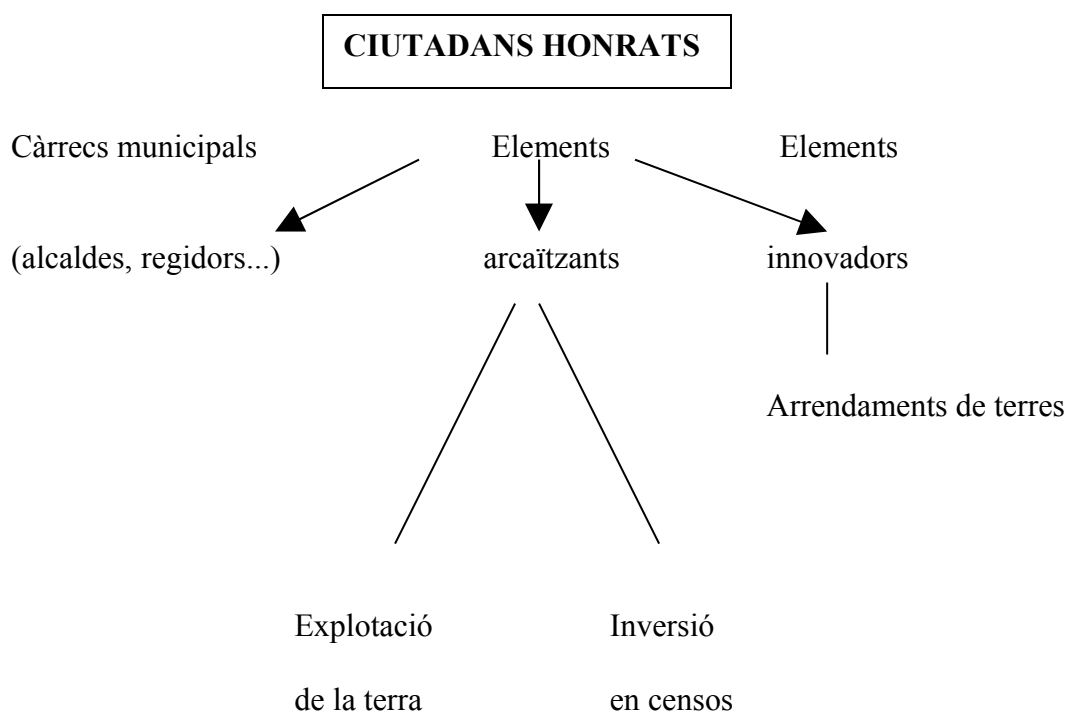 CIUTADANS HONRATS
Càrrecs municipals Elements Elements
(alcaldes, regidors...) arcaïtzants innovadors
Arrendaments de terres
Explotació Inversió
de la terra en censos